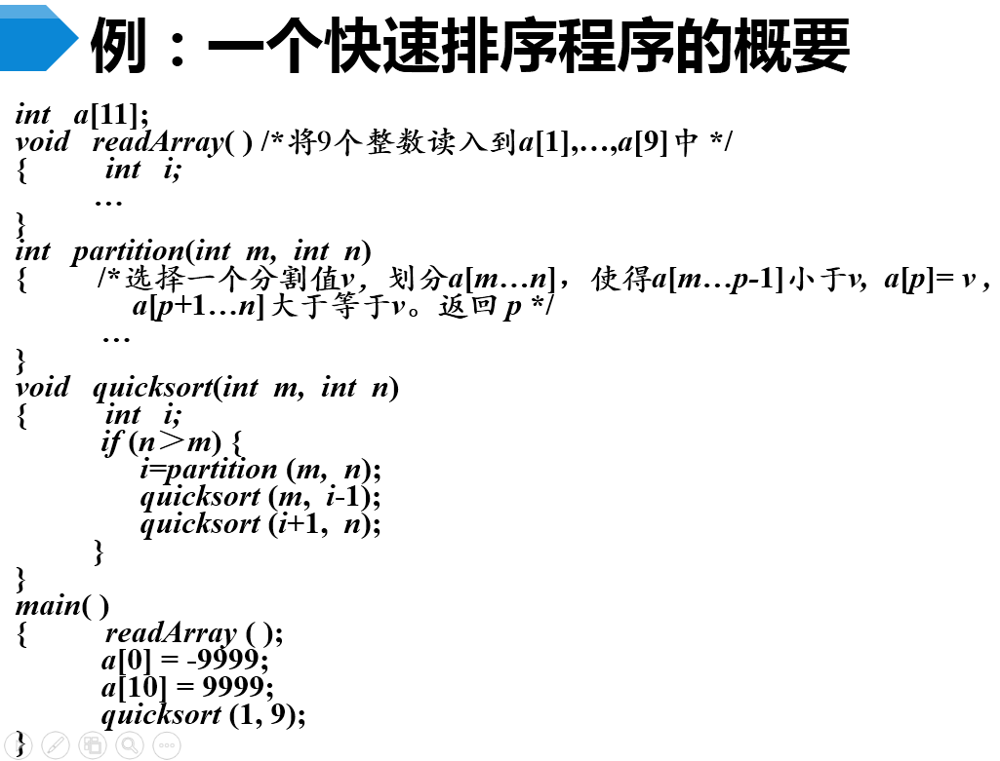 例：一个快速排序程序的概要
int a[11];
void readArray( ) /*将9个整数读入到a[1],…,a[9]中 */
{ int i;
…
}
int partition(int m, int n)
{ /*选择一个分割值v，划分a[m…n]，使得a[m…p-1]小于v, a[p]= v ,
a[p+1…n]大于等于v。返回 p */
…
}
void quicksort(int m, int n)
{ int i;
if (n＞m) {
i=partition (m, n);
quicksort (m, i-1);
quicksort (i+1, n);
}
}
main( )
{ readArray ( );
a[0] = -9999;
a[10] = 9999;
quicksort (1, 9);
}